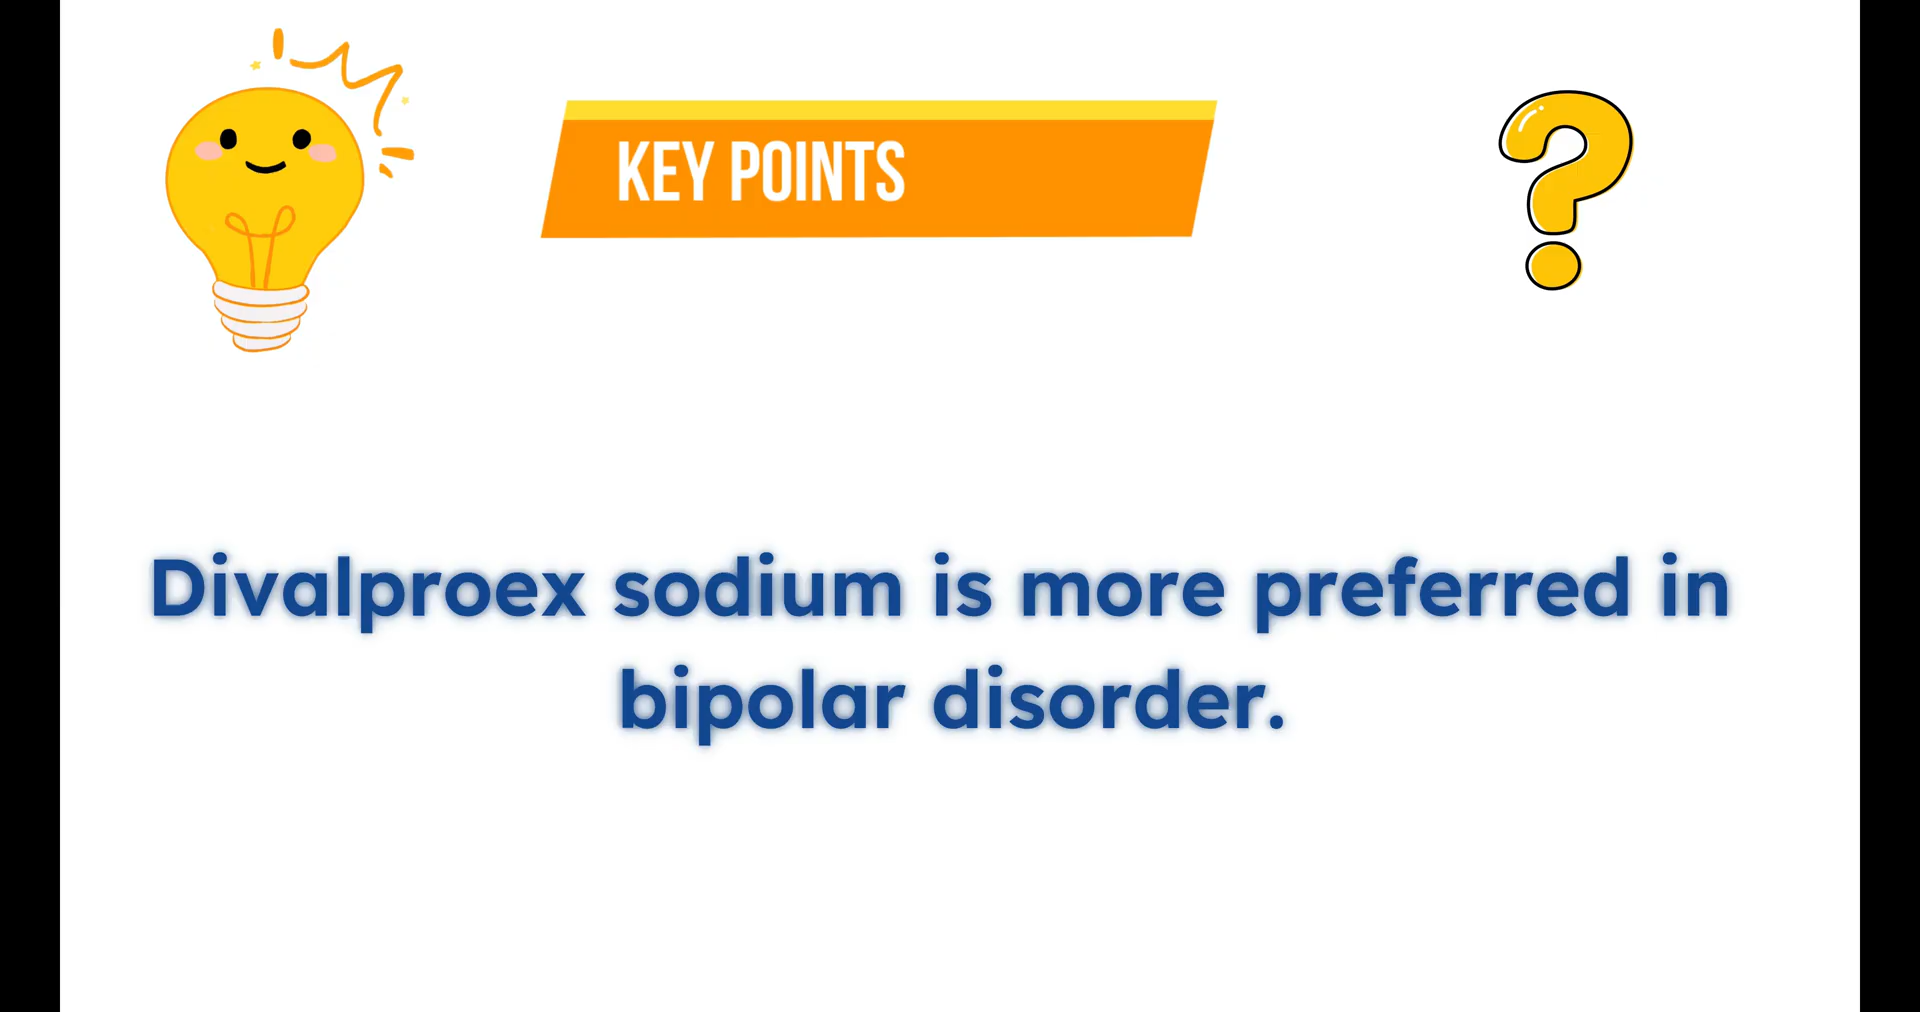 KEY POINTS
Divalproex sodium is more preferred in
bipolar disorder.